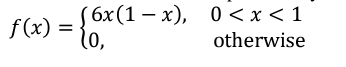 f(x) = {6x(1 − x), 0 < x < 1
{0, otherwise